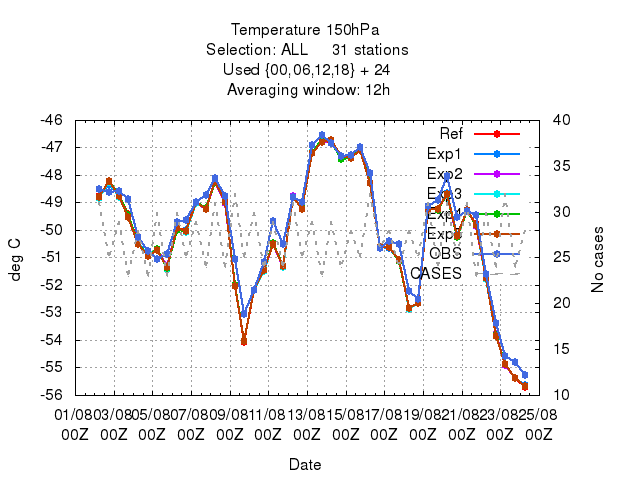 Temperature 150hPa
Selection: ALL 31 stations
Used {00,06,12,18} + 24
Averaging window: 12h
-46
-47
-48
-49
-50
-51
-52
-53
-54
-55
-56
deg C
40
35
30
25
20
15
10
No cases
Ref
Exp1
Exp2
Exp3
Exp4
Exp5
OBS
CASES
01/08 03/08 05/08 07/08 09/08 11/08 13/08 15/08 17/08 19/08 21/08 23/08 25/08
00Z 00Z 00Z 00Z 00Z 00Z 00Z 00Z 00Z 00Z 00Z 00Z 00Z
Date